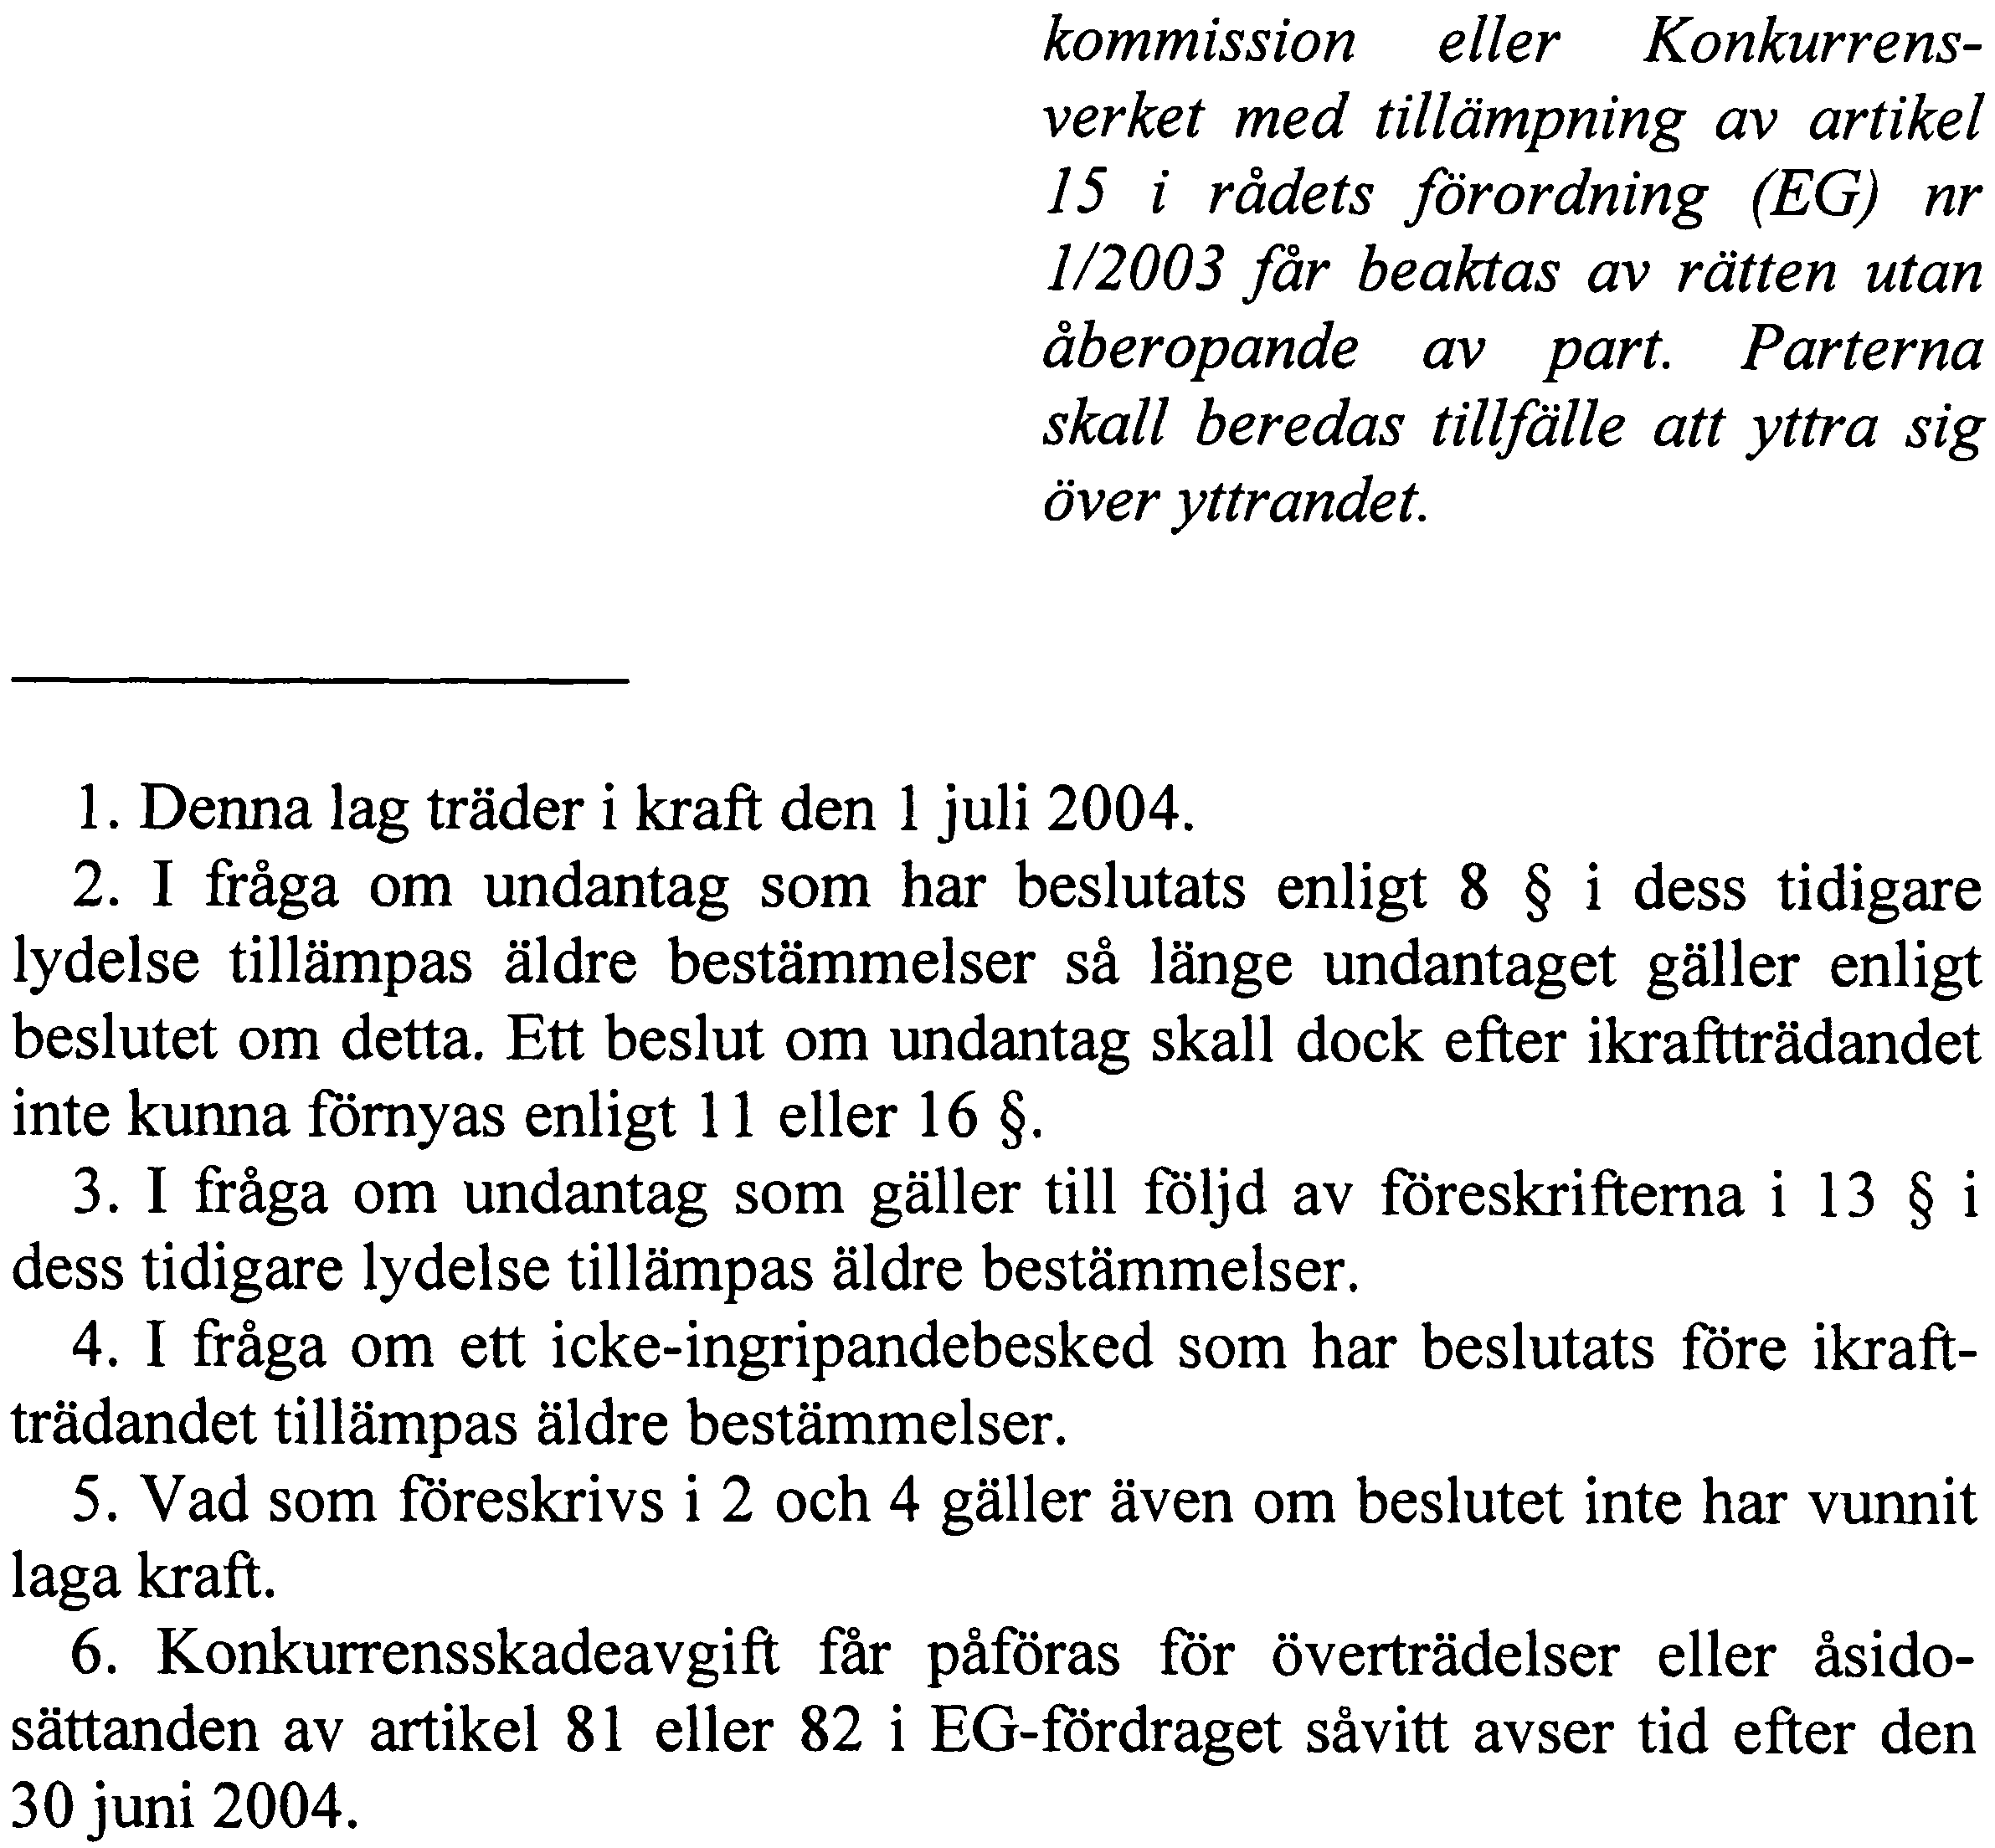 kommission eller Konkurrens-
verket med tillämpning av artikel
15 i rådets förordning (EG) nr
1/2003 får beaktas av rätten utan
åberopande av part. Parterna
skall beredas tillfälle att yttra sig
över yttrandet.
1. Denna lag träder i kraft den 1 juli 2004.
2. I fråga om undantag som har beslutats enligt 8 § i dess tidigare
lydelse tillämpas äldre bestämmelser så länge undantaget gäller enligt
beslutet om detta. Ett beslut om undantag skall dock efter ikraftträdandet
inte kunna förnyas enligt 11 eller 16 §.
3. I fråga om undantag som gäller till följd av föreskrifterna i 13 § i
dess tidigare lydelse tillämpas äldre bestämmelser.
4. I fråga om ett icke-ingripandebesked som har beslutats före ikraft-
trädandet tillämpas äldre bestämmelser.
5. Vad som föreskrivs i 2 och 4 gäller även om beslutet inte har vunnit
laga kraft.
6. Konkurrensskadeavgift får påföras för överträdelser eller åsido-
sättanden av artikel 81 eller 82 i EG-fördraget såvitt avser tid efter den
30 juni 2004.